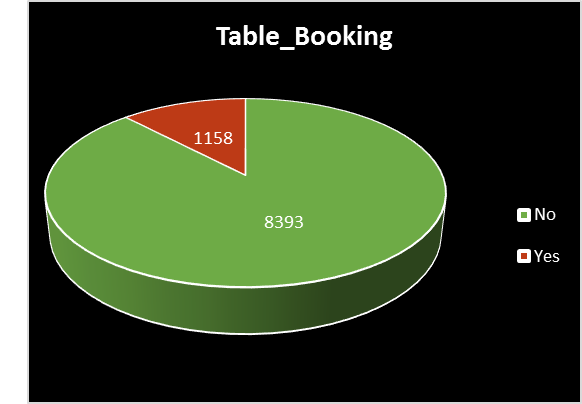 Table_Booking
1158
8393
No
Yes